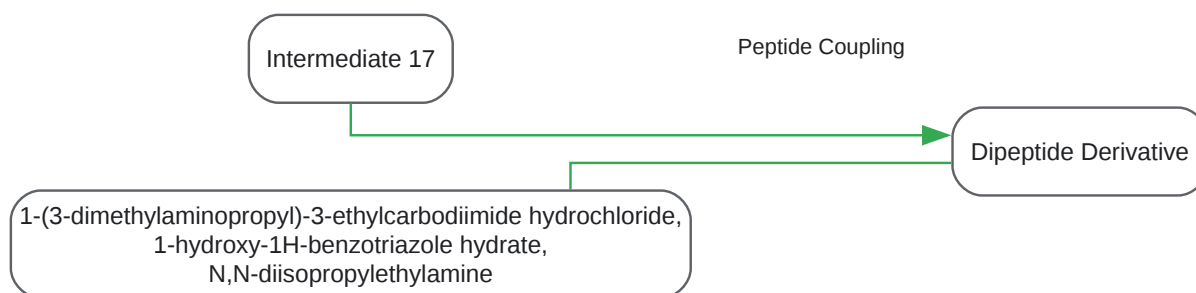 Intermediate 17
Peptide Coupling
Dipeptide Derivative
1-(3-dimethylaminopropyl)-3-ethylcarbodiimide hydrochloride,
1-hydroxy-1H-benzotriazole hydrate,
N,N-diisopropylethylamine